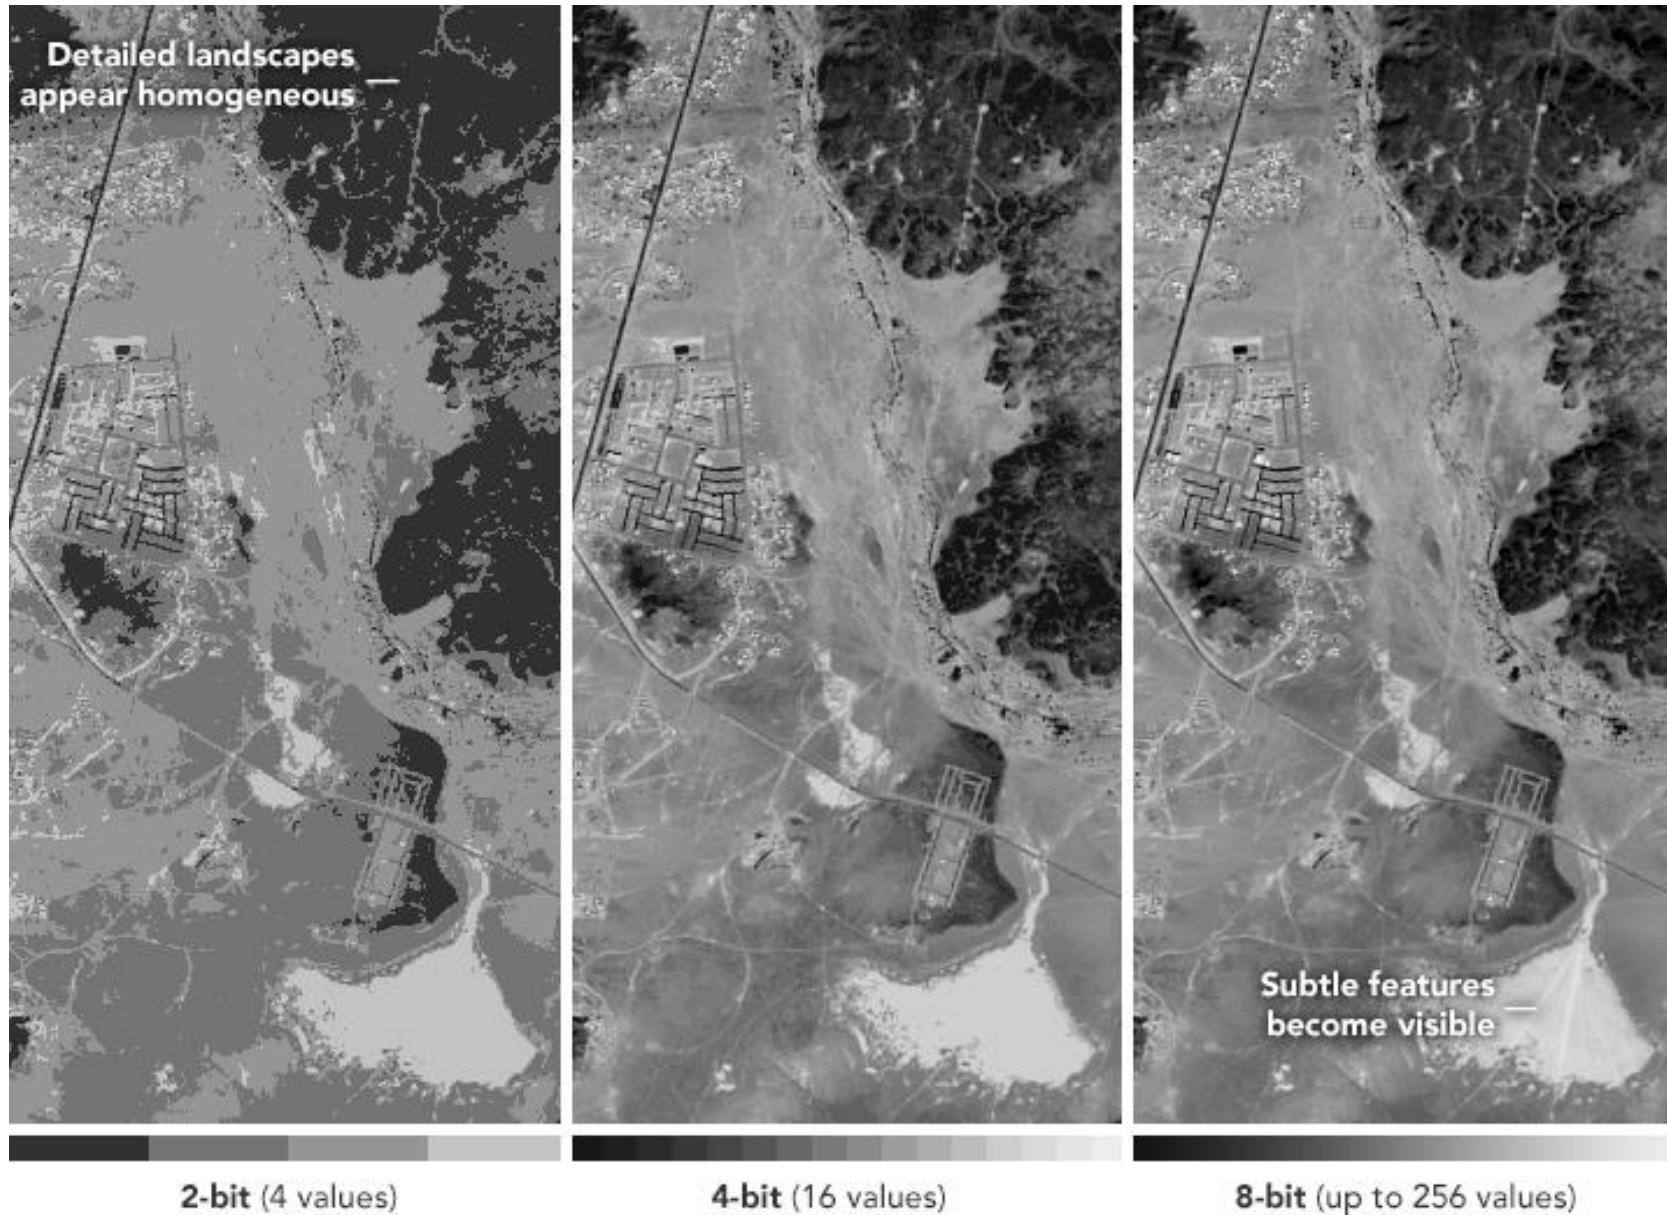 Detailed landscapes
appear homogeneous
Subtle features
become visible
2-bit (4 values)
4-bit (16 values)
8-bit (up to 256 values)